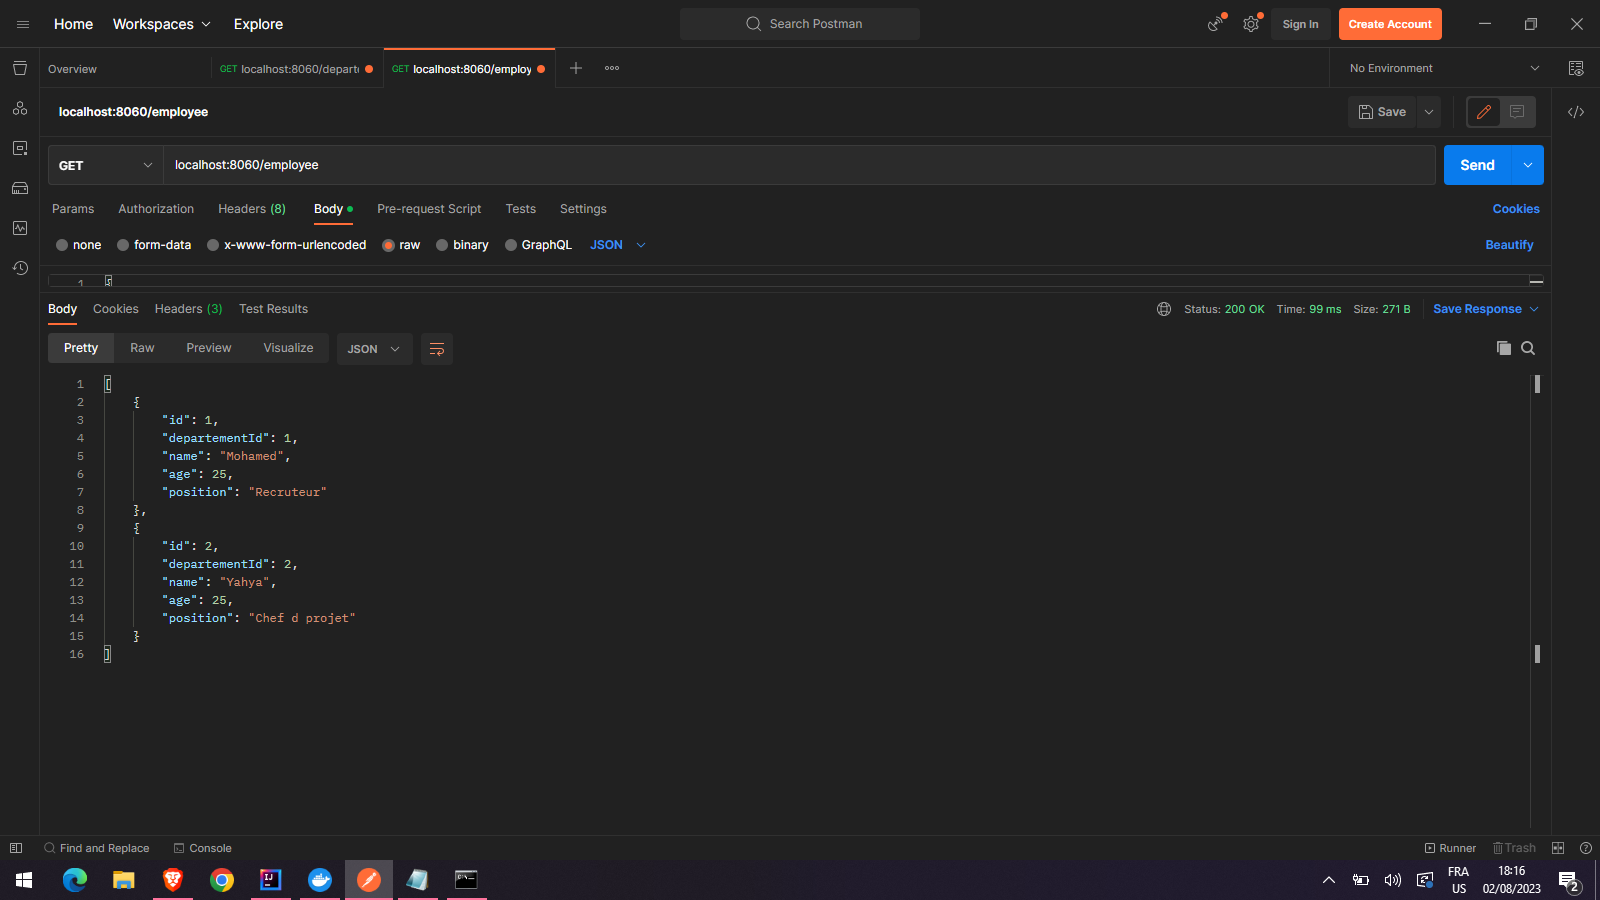 Home Workspaces Explore Search Postman Sign In Create Account
Overview GET localhost:8060/depart GET localhost:8060/employ No Environment
localhost:8060/employee Save
GET localhost:8060/employee Send
Params Authorization Headers (8) Body Pre-request Script Tests Settings Cookies
none form-data x-www-form-urlencoded raw binary GraphQL JSON Beautify
1 {
Body Cookies Headers (3) Test Results Status: 200 OK Time: 99 ms Size: 271 B Save Response
Pretty Raw Preview Visualize JSON
1 [
2 {
3 "id": 1,
4 "departementId": 1,
5 "name": "Mohamed",
6 "age": 25,
7 "position": "Recruteur"
8 },
9 {
10 "id": 2,
11 "departementId": 2,
12 "name": "Yahya",
13 "age": 25,
14 "position": "Chef d projet"
15 }
16 ]
Find and Replace Console Runner Trash
FRA 18:16
US 02/08/2023 2